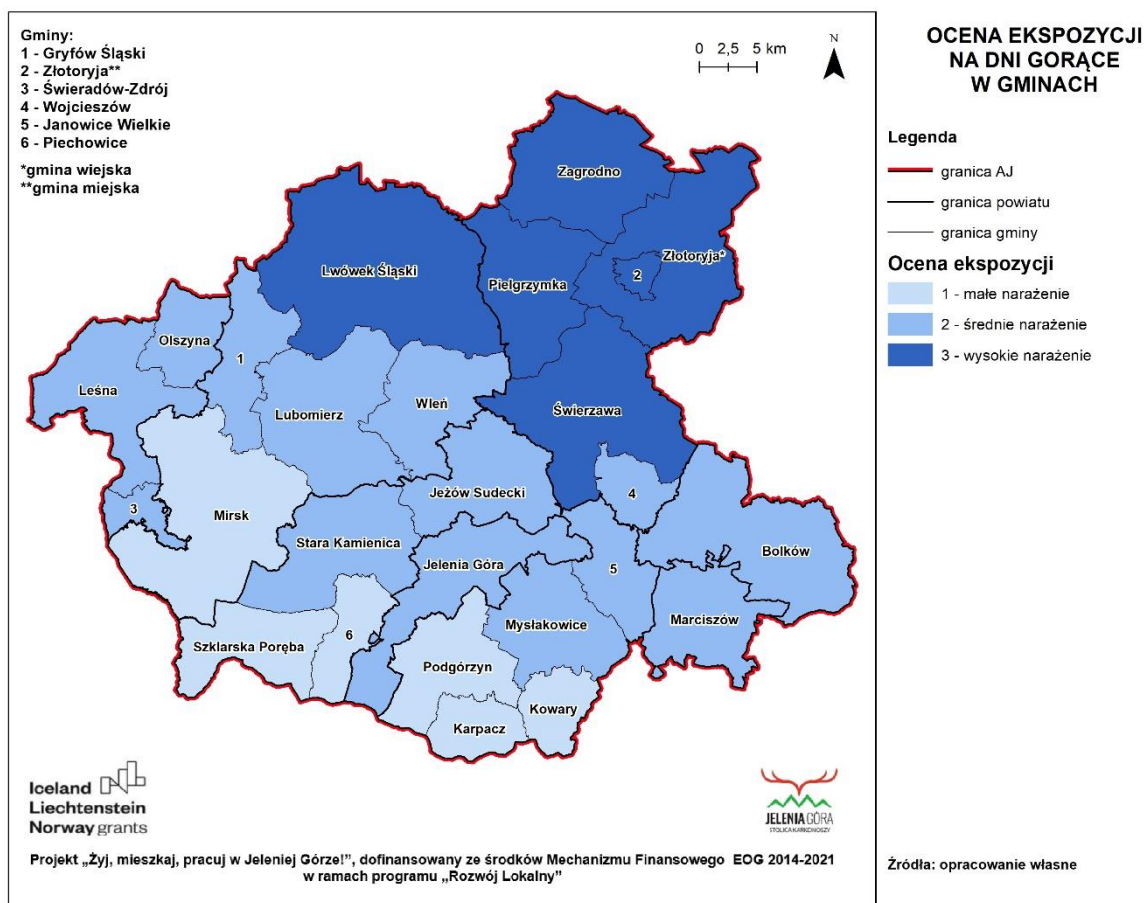 Gminy:
1 - Gryfów Śląski
2 - Złotoryja**
3 - Świeradów-Zdrój
4 - Wojcieszów
5 - Janowice Wielkie
6 - Piechowice
*gmina wiejska
**gmina miejska
0 2,5 5 km
N
Zagrodno
Złotoryja*
2
Lwówek Śląski
Pielgrzymka
Olszyna
1
Leśna
Lubomierz
Wleń
Świerzawa
4
3
Mirsk
Jeżów Sudecki
Stara Kamienica
Jelenia Góra
5
Bolków
Marciszów
Mysłakowice
6
Szklarska Poręba
Podgórzyn
Kowary
Karpacz
Iceland
Liechtenstein
Norway grants
JELENIA GÓRA
STOLICA KARKONOSZY
Projekt „Żyj, mieszkaj, pracuj w Jeleniej Górze!”, dofinansowany ze środków Mechanizmu Finansowego EOG 2014-2021
w ramach programu „Rozwój Lokalny”
OCENA EKSPOZYCJI
NA DNI GORĄCE
W GMINACH
Legenda
granica AJ
granica powiatu
granica gminy
Ocena ekspozycji
1 - małe narażenie
2 - średnie narażenie
3 - wysokie narażenie
Źródła: opracowanie własne